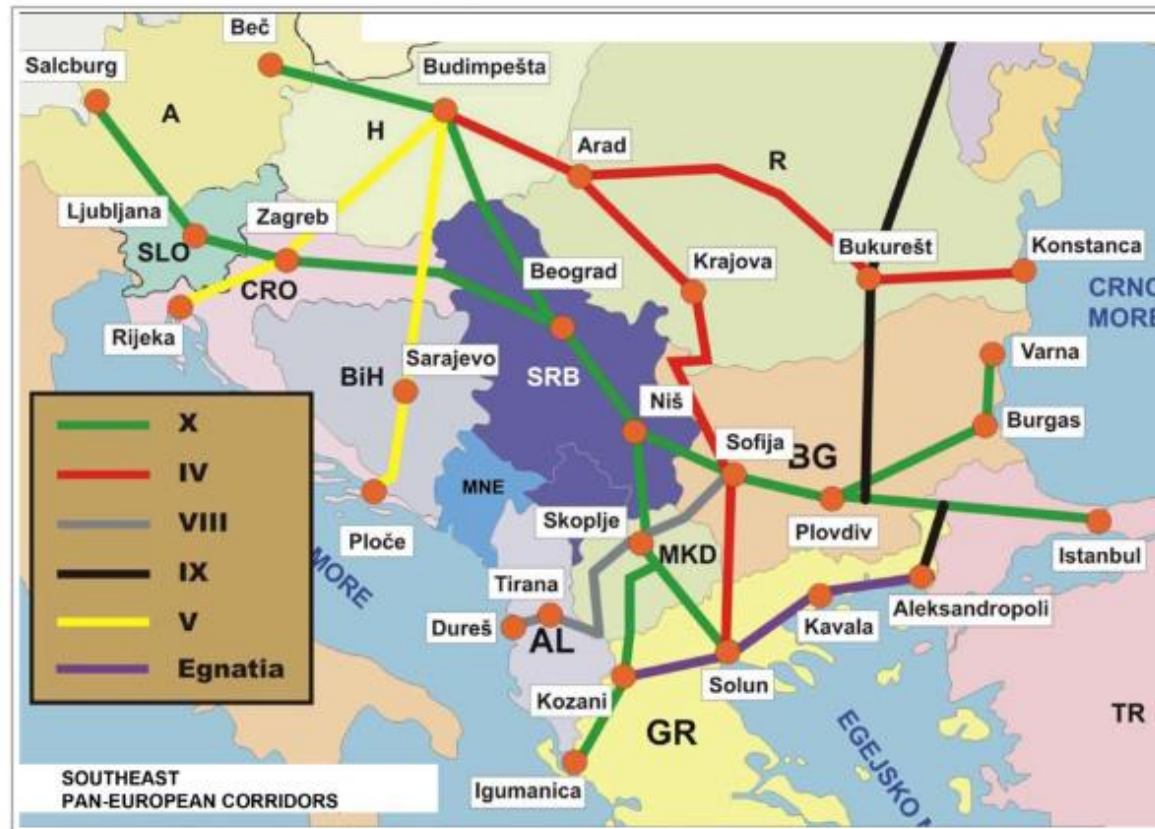 Beč
Salcburg
Budimpešta
A
H
Arad
R
Ljubljana
Zagreb
SLO
Beograd
Krajova
Bukurešt
Konstanca
CRO
CRNO
MORE
Rijeka
Sarajevo
BiH
SRB
Varna
Niš
Burgas
Sofija
BG
MNE
Ploče
Skoplje
Plovdiv
MKD
Istanbul
MORE
Tirana
Aleksandropoli
Dureš
AL
Kavala
Kozani
Solun
TR
GR
EGEJSKO
Igumanica
X
IV
VIII
IX
V
Egnatia
SOUTHEAST
PAN-EUROPEAN CORRIDORS